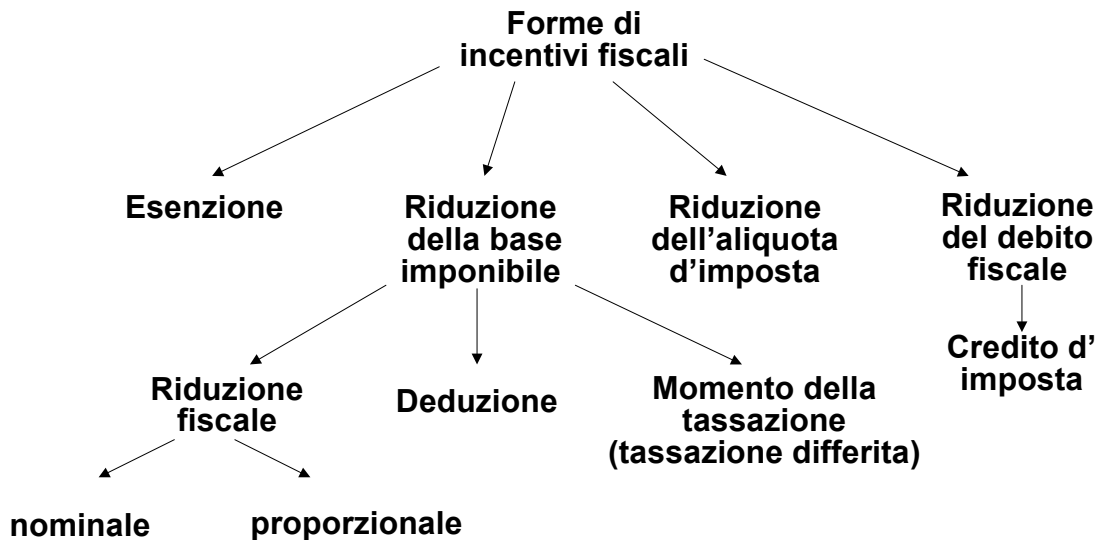 Forme di
incentivi fiscali
Esenzione
Riduzione
della base
imponibile
Riduzione
dell’aliquota
d’imposta
Riduzione
del debito
fiscale
Credito d’
imposta
Riduzione
fiscale
Deduzione
Momento della
tassazione
(tassazione differita)
nominale
proporzionale